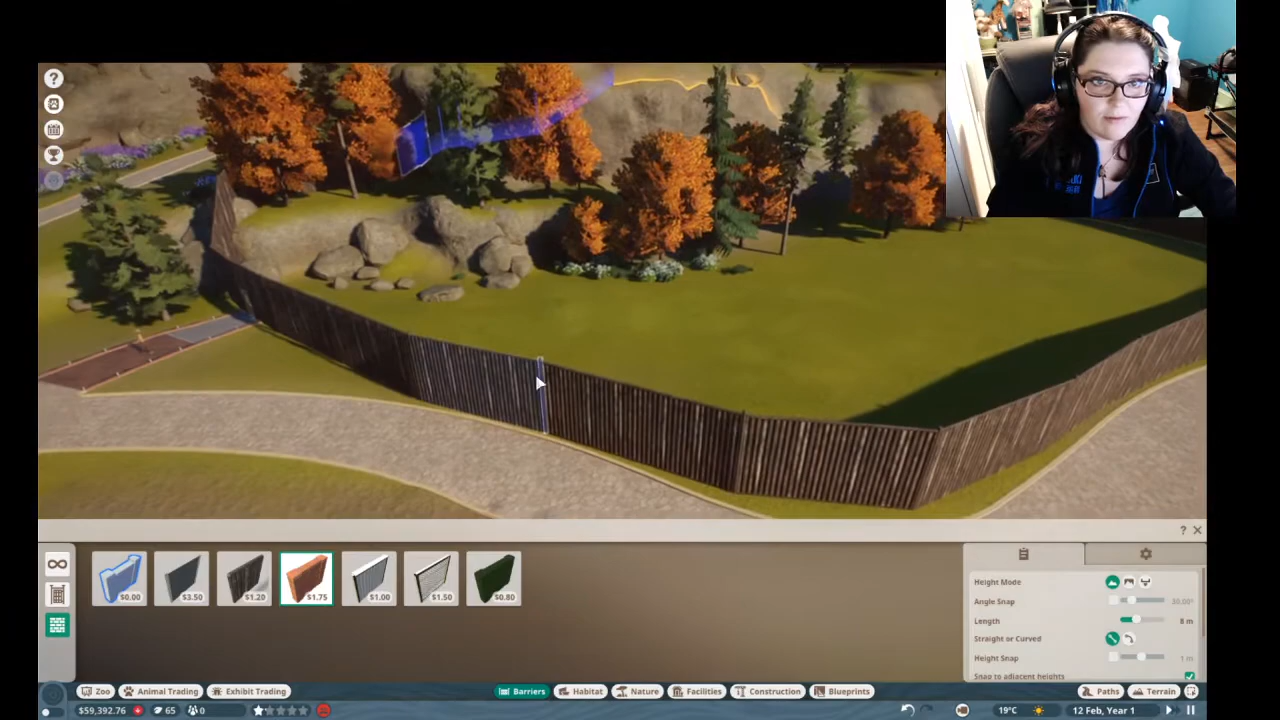 ?
? ×
$0.00
$3.50
$1.20
$1.75
$1.00
$1.50
$0.80
Height Mode
Angle Snap
Length 8 m
Straight or Curved
Height Snap 1 m
Snap to adjacent heights
Zoo
Animal Trading
Exhibit Trading
Barriers
Habitat
Nature
Facilities
Construction
Blueprints
Paths
Terrain
$59,392.76
65
0
19°C
12 Feb, Year 1